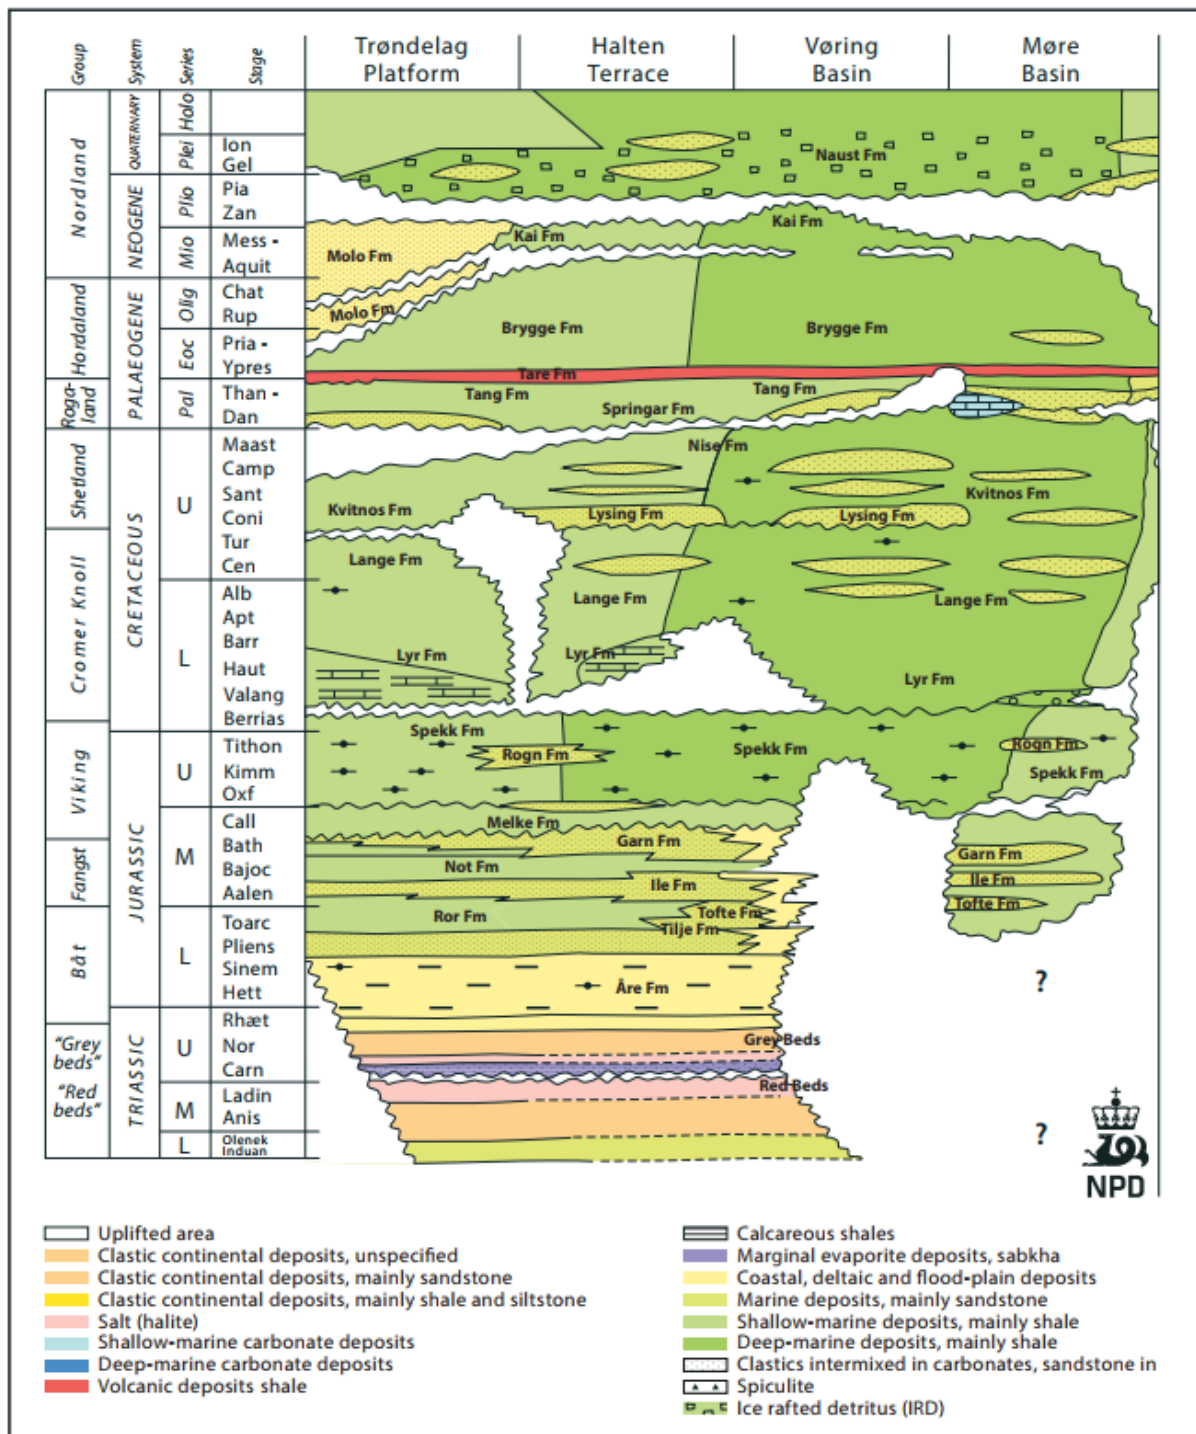 Group
System
Series
Stage
Trøndelag
Platform
Halten
Terrace
Vøring
Basin
Møre
Basin
Nordland
Hordaland
Roga-
land
Shetland
Cromer Knoll
Viking
Fangst
Båt
"Grey
beds"
"Red
beds"
QUATERNARY
NEOGENE
PALAEOGENE
CRETACEOUS
JURASSIC
TRIASSIC
Holo
Plei
Plio
Mio
Olig
Eoc
Pal
U
L
U
M
L
U
M
L
Ion
Gel
Pia
Zan
Mess -
Aquit
Chat
Rup
Pria -
Ypres
Than -
Dan
Maast
Camp
Sant
Coni
Tur
Cen
Alb
Apt
Barr
Haut
Valang
Berrias
Tithon
Kimm
Oxf
Call
Bath
Bajoc
Aalen
Toarc
Pliens
Sinem
Hett
Rhæt
Nor
Carn
Ladin
Anis
Olenek
Induan
Naust Fm
Kai Fm
Kai Fm
Molo Fm
Molo Fm
Brygge Fm
Brygge Fm
Tare Fm
Tang Fm
Tang Fm
Springar Fm
Nise Fm
Kvitnos Fm
Kvitnos Fm
Lysing Fm
Lysing Fm
Lange Fm
Lange Fm
Lange Fm
Lyr Fm
Lyr Fm
Lyr Fm
Spekk Fm
Rogn Fm
Spekk Fm
Rogn Fm
Spekk Fm
Melke Fm
Garn Fm
Garn Fm
Not Fm
Ile Fm
Ile Fm
Ror Fm
Tofte Fm
Tofte Fm
Tilje Fm
Åre Fm
?
Grey Beds
Red Beds
?
NPD
Uplifted area
Clastic continental deposits, unspecified
Clastic continental deposits, mainly sandstone
Clastic continental deposits, mainly shale and siltstone
Salt (halite)
Shallow-marine carbonate deposits
Deep-marine carbonate deposits
Volcanic deposits shale
Calcareous shales
Marginal evaporite deposits, sabkha
Coastal, deltaic and flood-plain deposits
Marine deposits, mainly sandstone
Shallow-marine deposits, mainly shale
Deep-marine deposits, mainly shale
Clastics intermixed in carbonates, sandstone in
Spiculite
Ice rafted detritus (IRD)